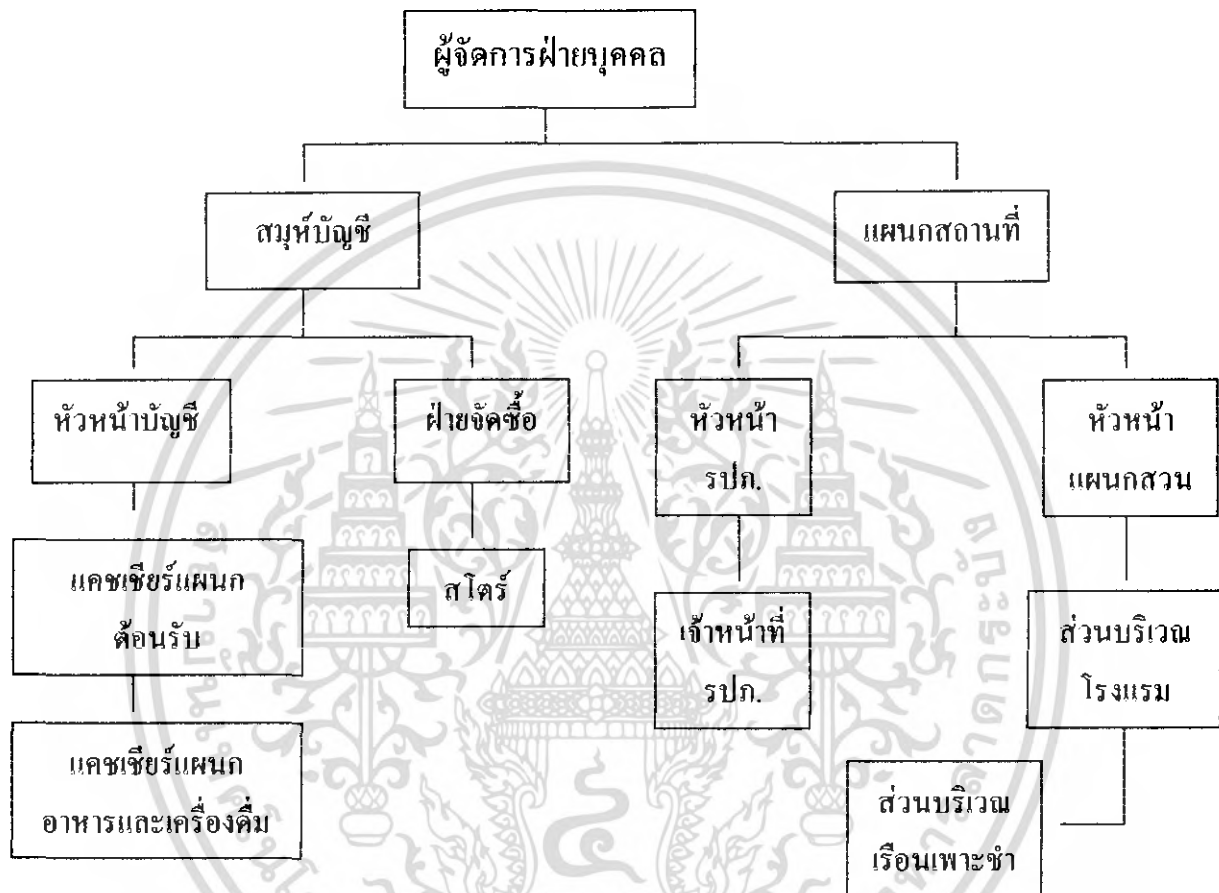 ผู้จัดการฝ่ายบุคคล
สมุห์บัญชี
แผนกสถานที่
หัวหน้าบัญชี
ฝ่ายจัดซื้อ
หัวหน้า
รปภ.
หัวหน้า
แผนกสวน
แคชเชียร์แผนก
ต้อนรับ
สโตร์
เจ้าหน้าที่
รปภ.
ส่วนบริเวณ
โรงแรม
แคชเชียร์แผนก
อาหารและเครื่องดื่ม
ส่วนบริเวณ
เรือนเพาะชำ